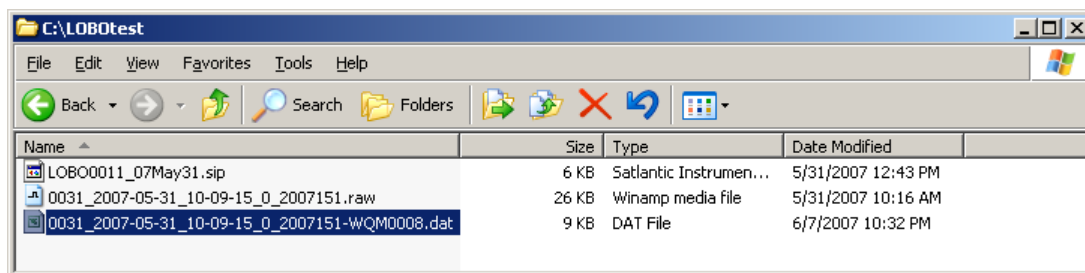 C:\LOBOtest
File Edit View Favorites Tools Help
Back Search Folders
Name Size Type Date Modified
LOBO0011_07May31.sip 6 KB Satlantic Instrumen... 5/31/2007 12:43 PM
0031_2007-05-31_10-09-15_0_2007151.raw 26 KB Winamp media file 5/31/2007 10:16 AM
0031_2007-05-31_10-09-15_0_2007151-WQM0008.dat 9 KB DAT File 6/7/2007 10:32 PM